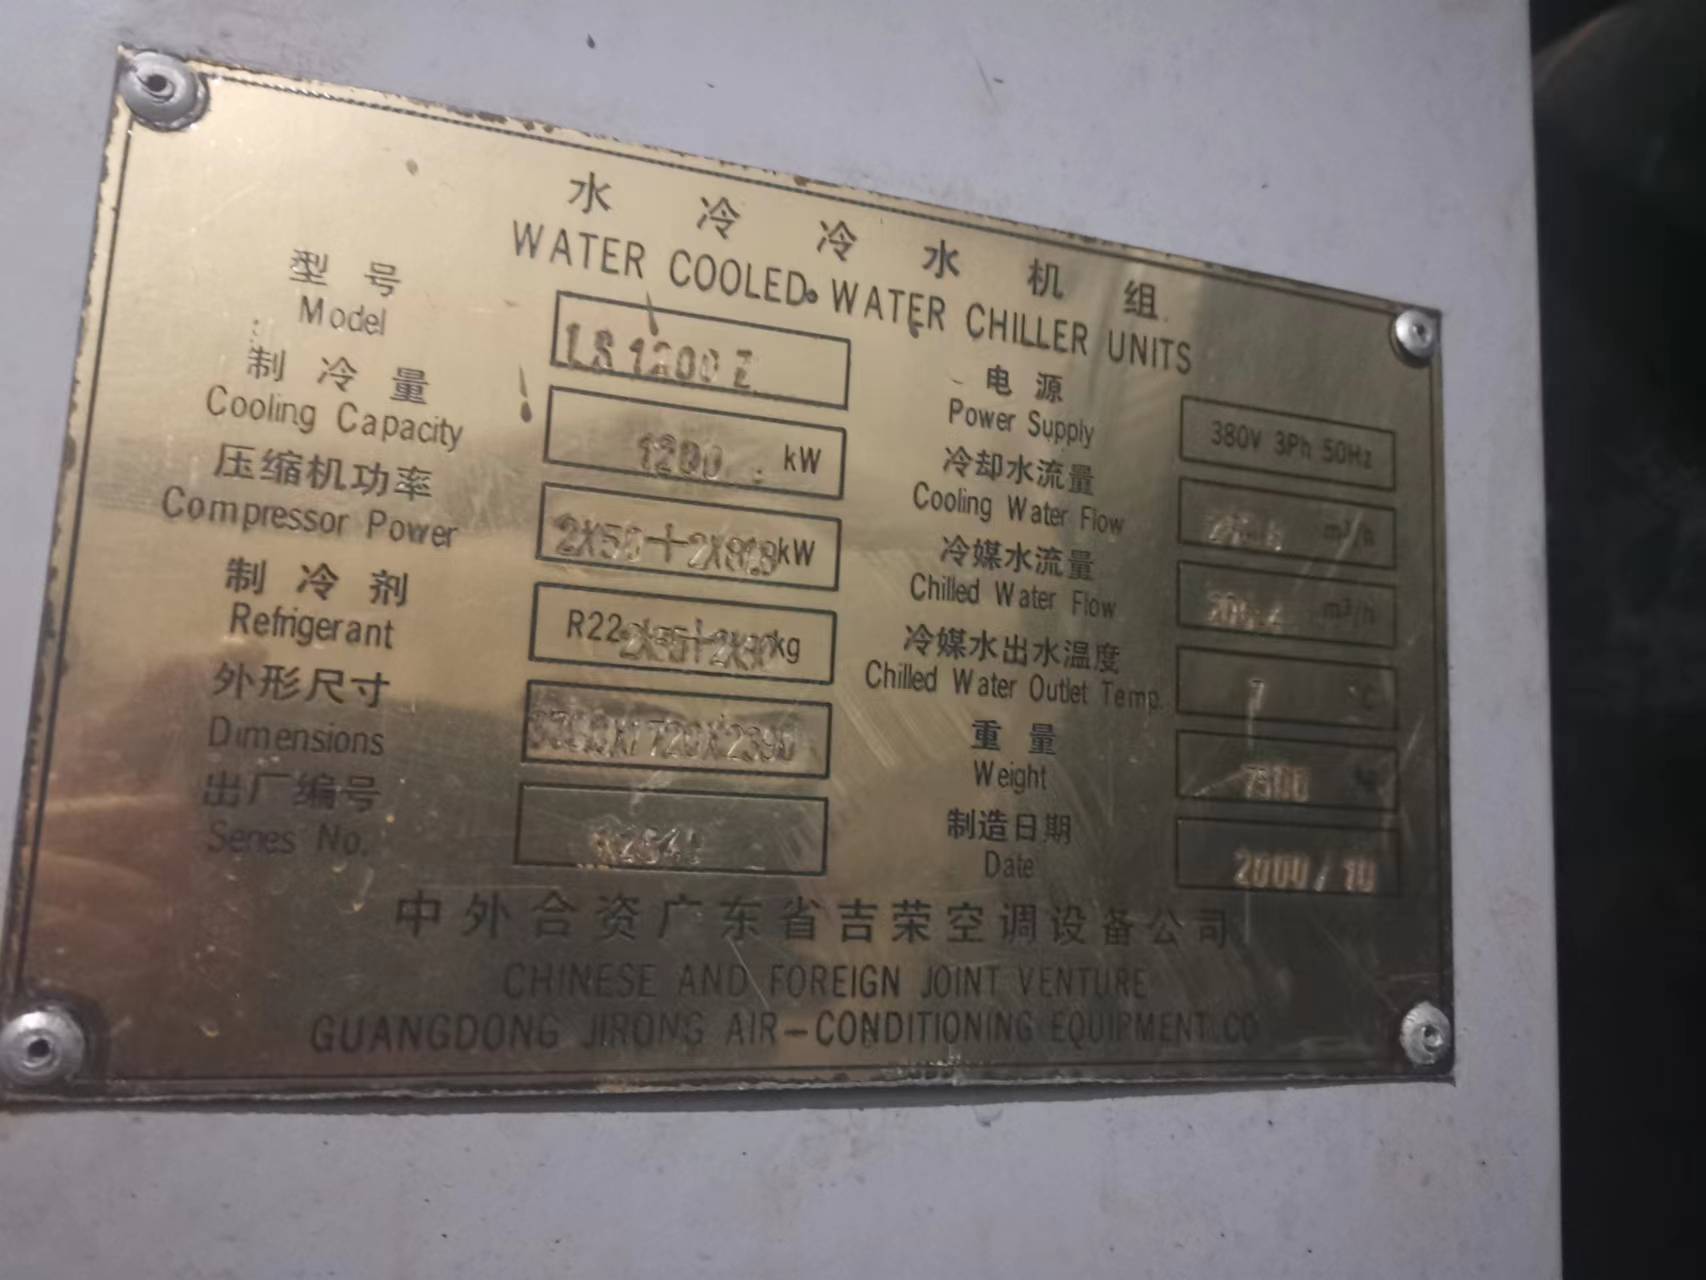 水冷冷水机组
WATER COOLED WATER CHILLER UNITS
型号
Model
LS1200Z
制冷量
Cooling Capacity
1200 kW
压缩机功率
Compressor Power
2X50+ kW
制冷剂
Refrigerant
R22 kg
外形尺寸
Dimensions
出厂编号
Series No.
电源
Power Supply
380V 3Ph 50Hz
冷却水流量
Cooling Water Flow
m³/h
冷媒水流量
Chilled Water Flow
m³/h
冷媒水出水温度
Chilled Water Outlet Temp.
7 °C
重量
Weight
7500 kg
制造日期
Date
2000/10
中外合资广东省吉荣空调设备公司
CHINESE AND FOREIGN JOINT VENTURE
GUANGDONG JIRONG AIR-CONDITIONING EQUIPMENT CO